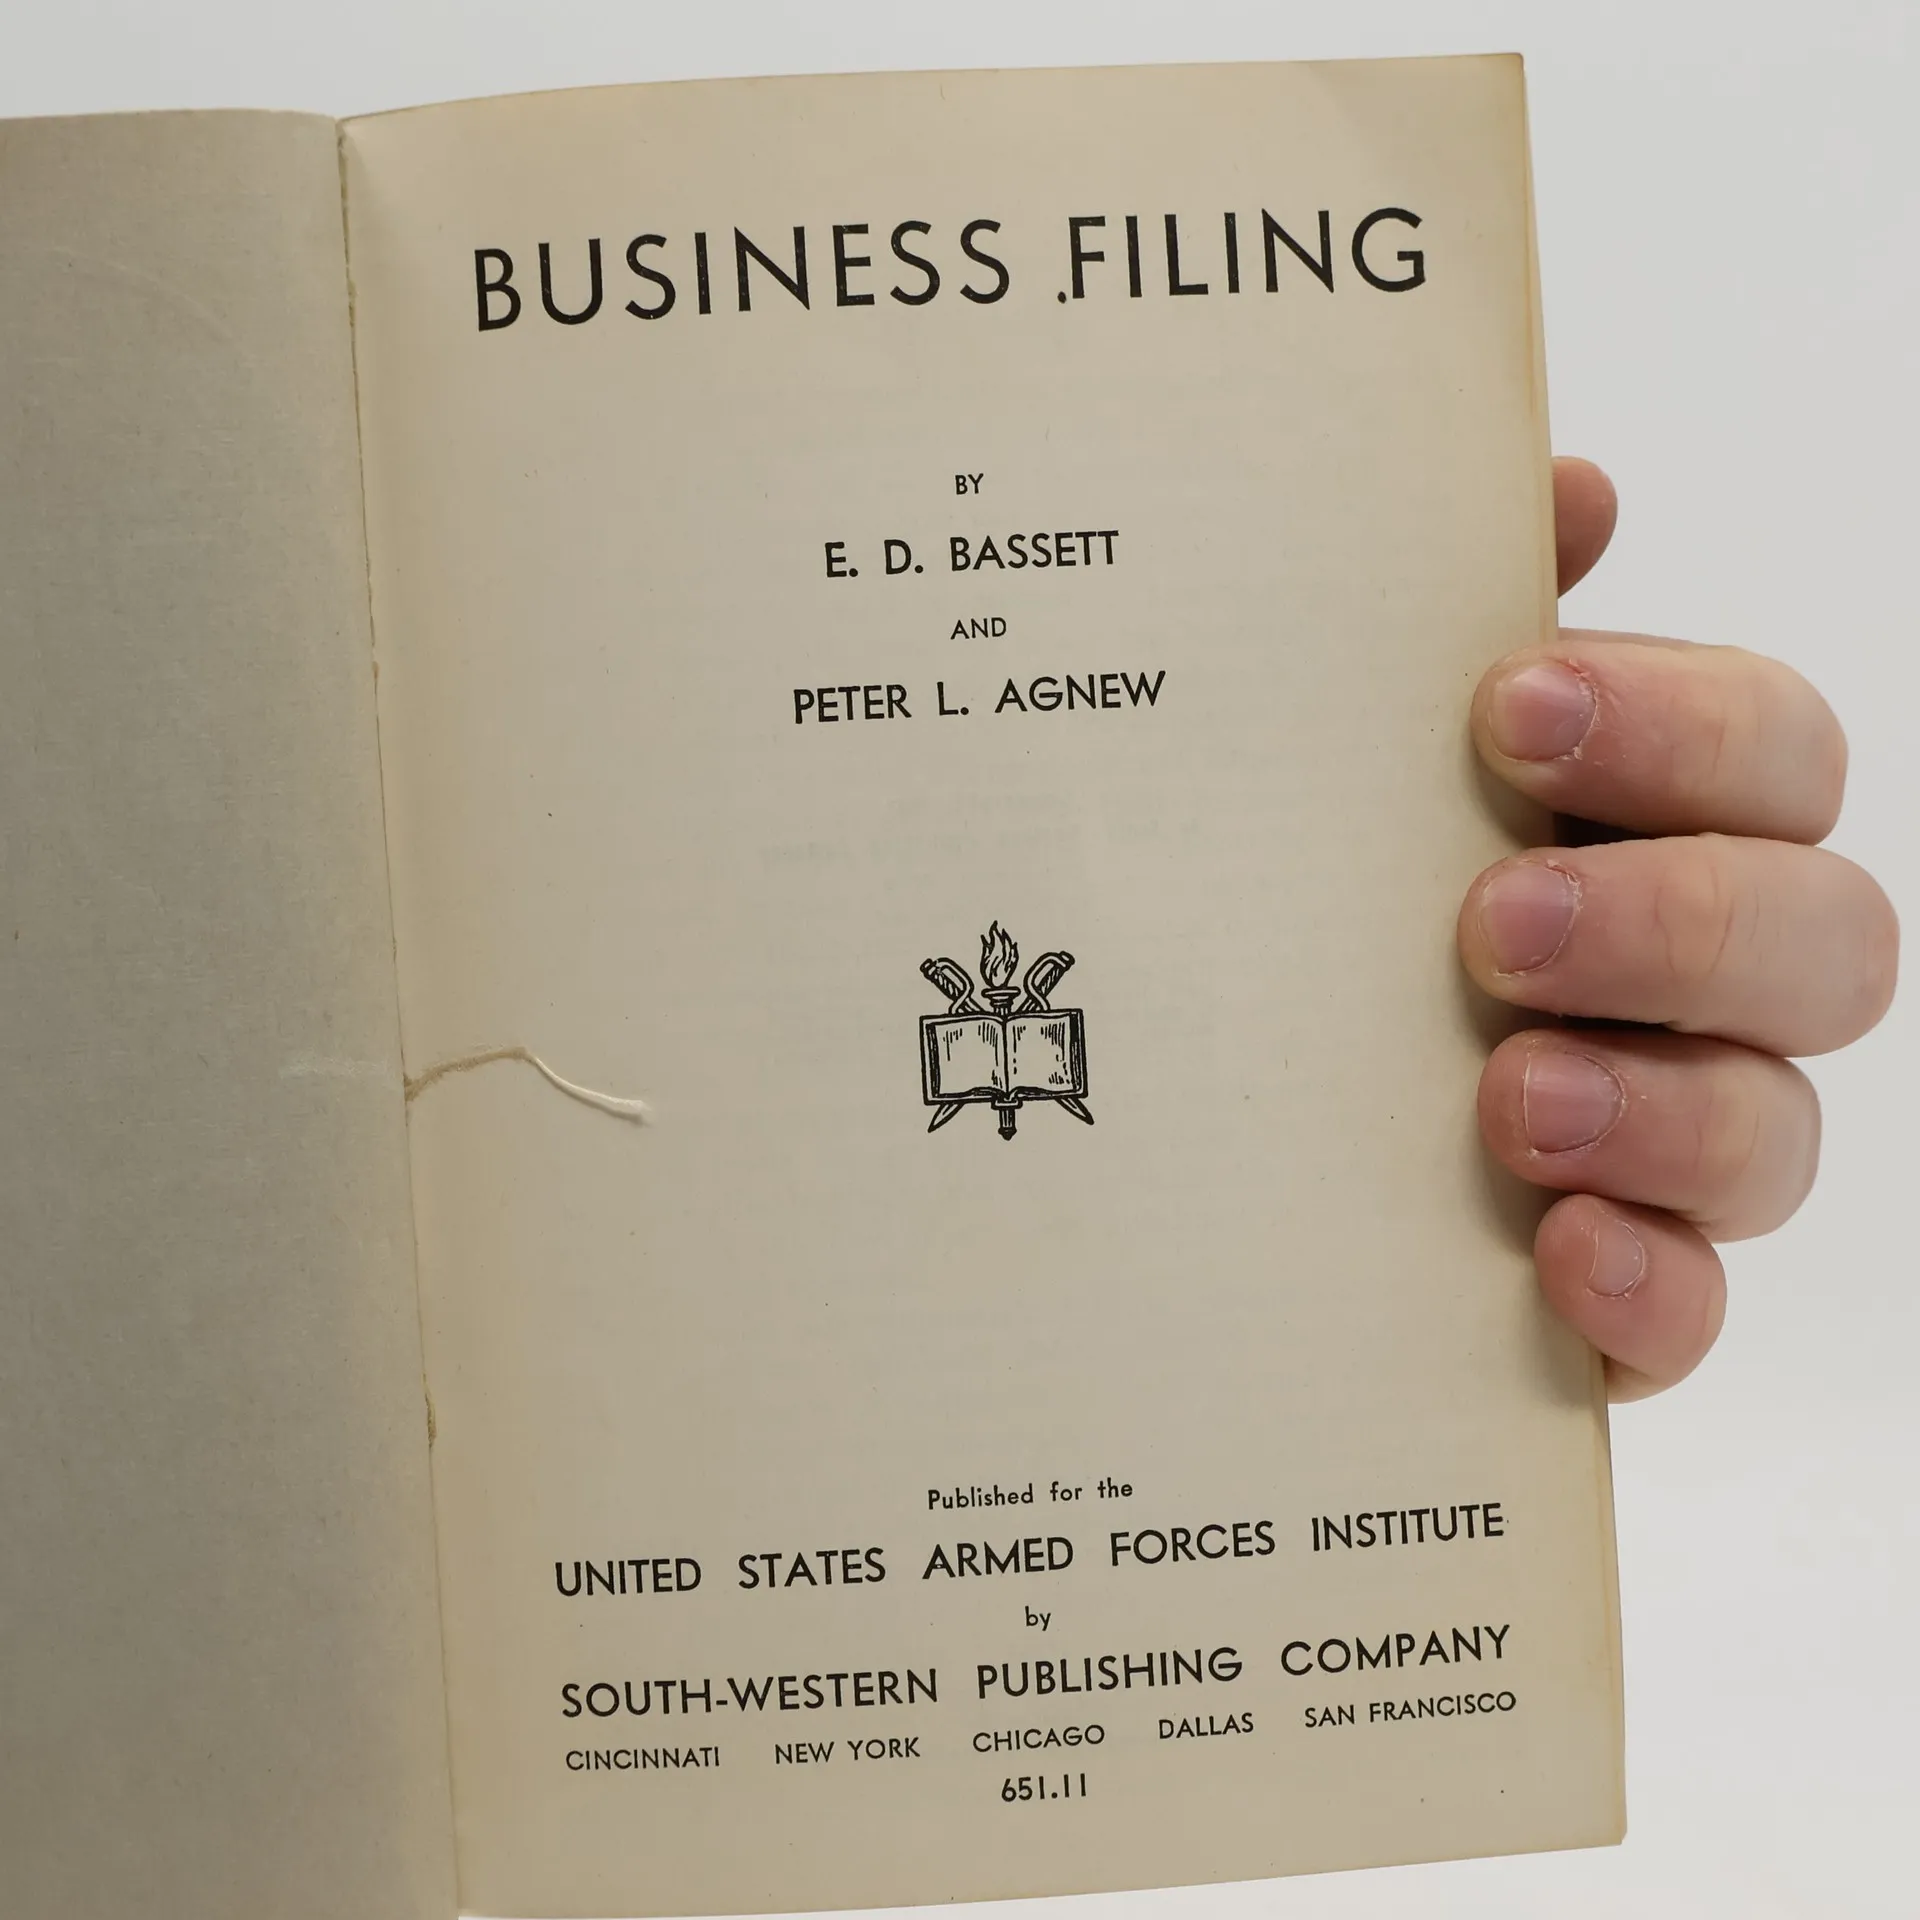 BUSINESS FILING
BY
E. D. BASSETT
AND
PETER L. AGNEW
Published for the
UNITED STATES ARMED FORCES INSTITUTE
by
SOUTH-WESTERN PUBLISHING COMPANY
CINCINNATI NEW YORK CHICAGO DALLAS SAN FRANCISCO
651.11